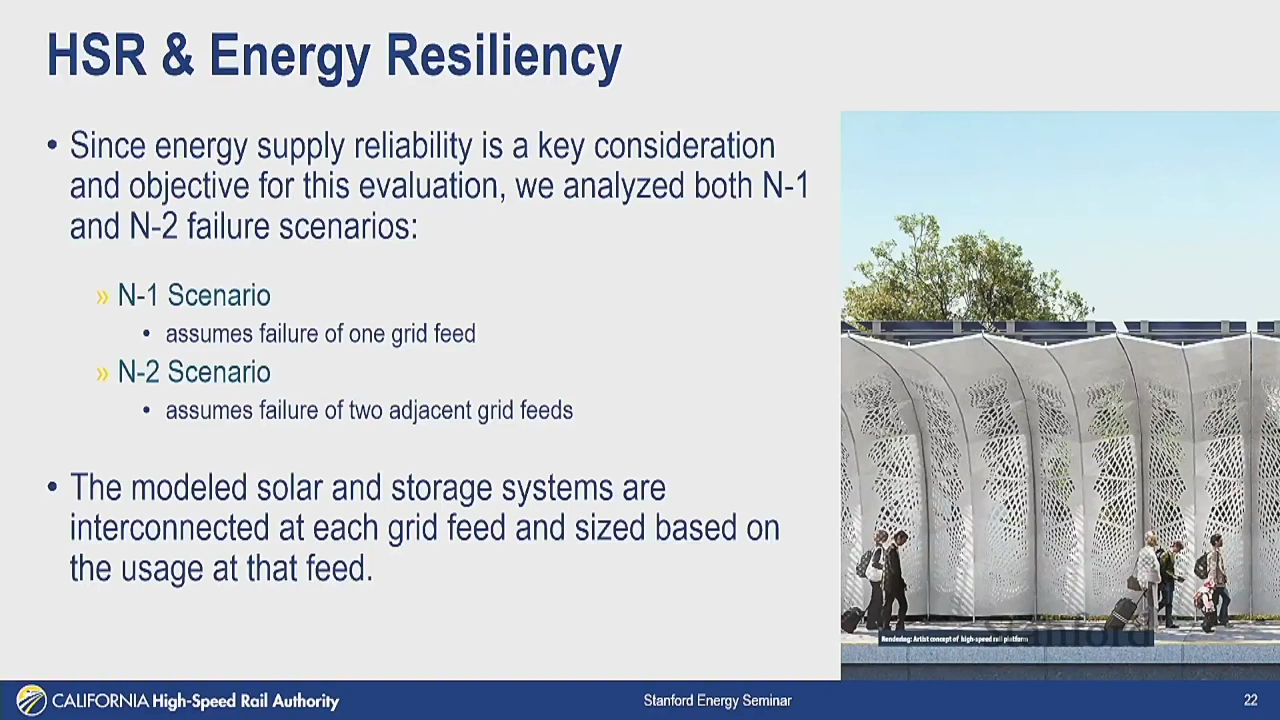 HSR & Energy Resiliency
• Since energy supply reliability is a key consideration
and objective for this evaluation, we analyzed both N-1
and N-2 failure scenarios:
» N-1 Scenario
• assumes failure of one grid feed
» N-2 Scenario
• assumes failure of two adjacent grid feeds
• The modeled solar and storage systems are
interconnected at each grid feed and sized based on
the usage at that feed.
Rendering: Artist concept of high-speed rail platform
Stanford
CALIFORNIA High-Speed Rail Authority
Stanford Energy Seminar
22